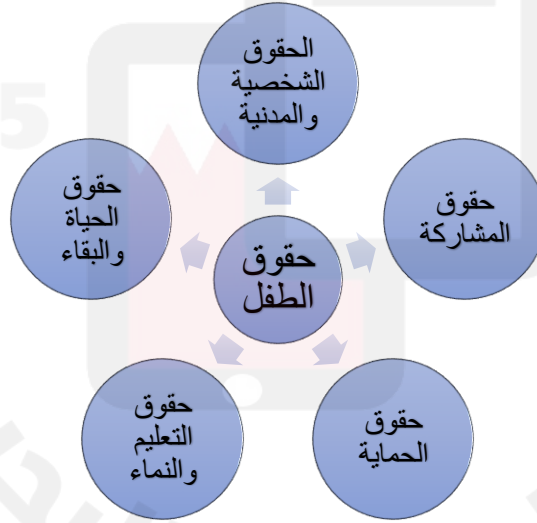 الحقوق
الشخصية
والمدنية
حقوق
المشاركة
حقوق
الحماية
حقوق
التعليم
والنماء
حقوق
الحياة
والبقاء
حقوق
الطفل